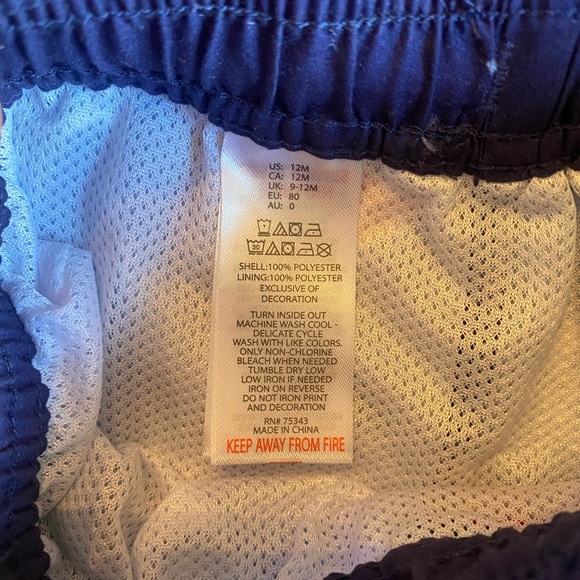 US: 12M
CA: 12M
UK: 9-12M
EU: 80
AU: 0
30
SHELL:100% POLYESTER
LINING:100% POLYESTER
EXCLUSIVE OF
DECORATION
TURN INSIDE OUT
MACHINE WASH COOL -
DELICATE CYCLE
WASH WITH LIKE COLORS.
ONLY NON-CHLORINE
BLEACH WHEN NEEDED
TUMBLE DRY LOW
LOW IRON IF NEEDED
IRON ON REVERSE
DO NOT IRON PRINT
AND DECORATION
RN# 75343
MADE IN CHINA
KEEP AWAY FROM FIRE